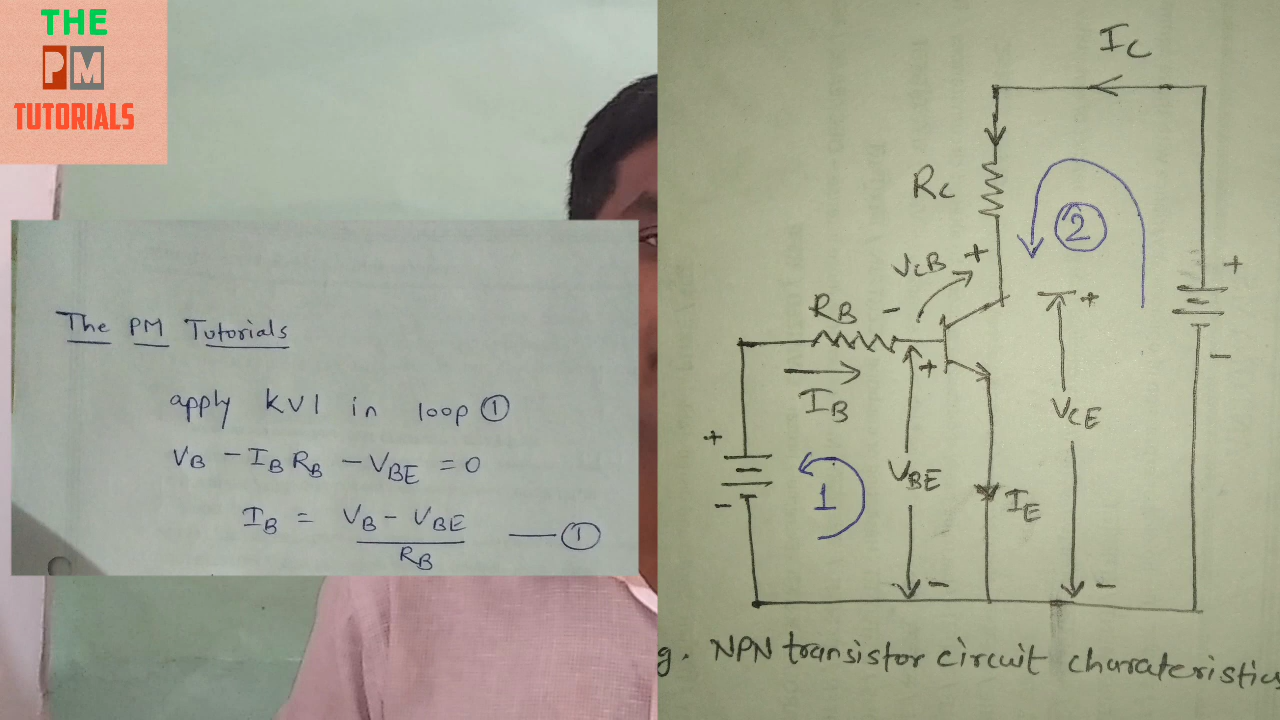 THE
PM
TUTORIALS
The PM Tutorials
apply KVl in loop ①
VB - IB RB - VBE = 0
IB = VB - VBE / RB —— ①
IC
RC
②
VCB +
+
RB -
+
+
IB
VCE
+
1
VBE
-
IE
-
-
-
g. NPN transistor circuit charateristics